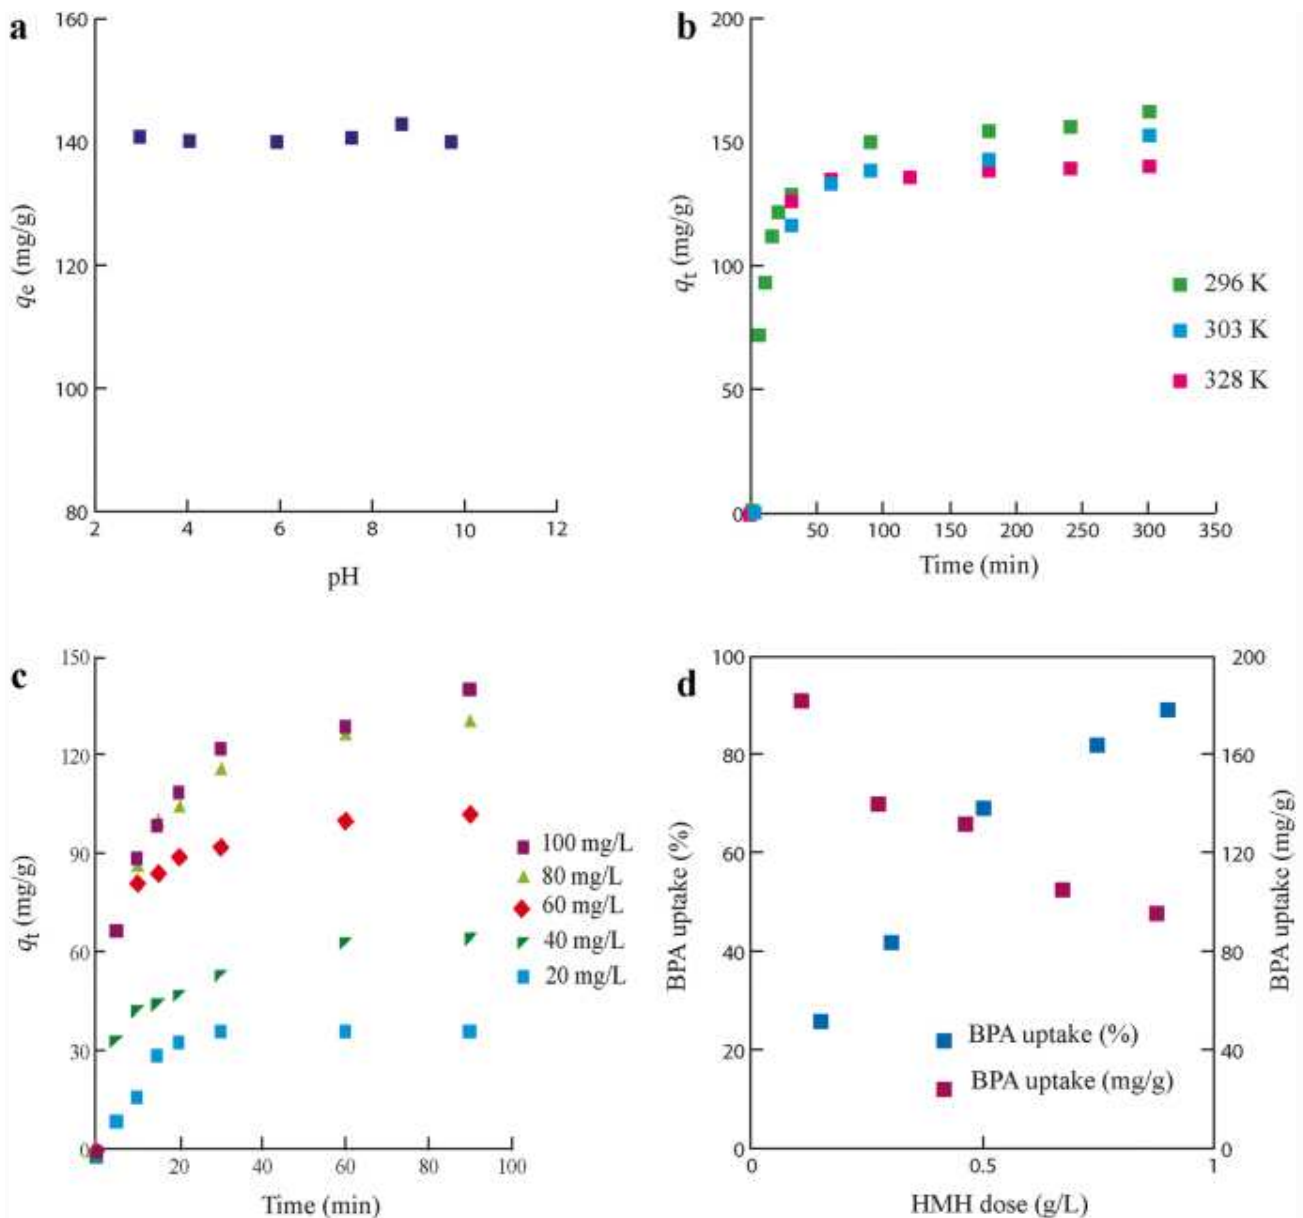 a
160
140
120
100
80
qe (mg/g)
2 4 6 8 10 12
pH
b
200
150
100
50
0
qt (mg/g)
296 K
303 K
328 K
50 100 150 200 250 300 350
Time (min)
c
150
120
90
60
30
0
qt (mg/g)
100 mg/L
80 mg/L
60 mg/L
40 mg/L
20 mg/L
20 40 60 80 100
Time (min)
d
100
80
60
40
20
0
BPA uptake (%)
200
160
120
80
40
0
BPA uptake (mg/g)
BPA uptake (%)
BPA uptake (mg/g)
0 0.5 1
HMH dose (g/L)